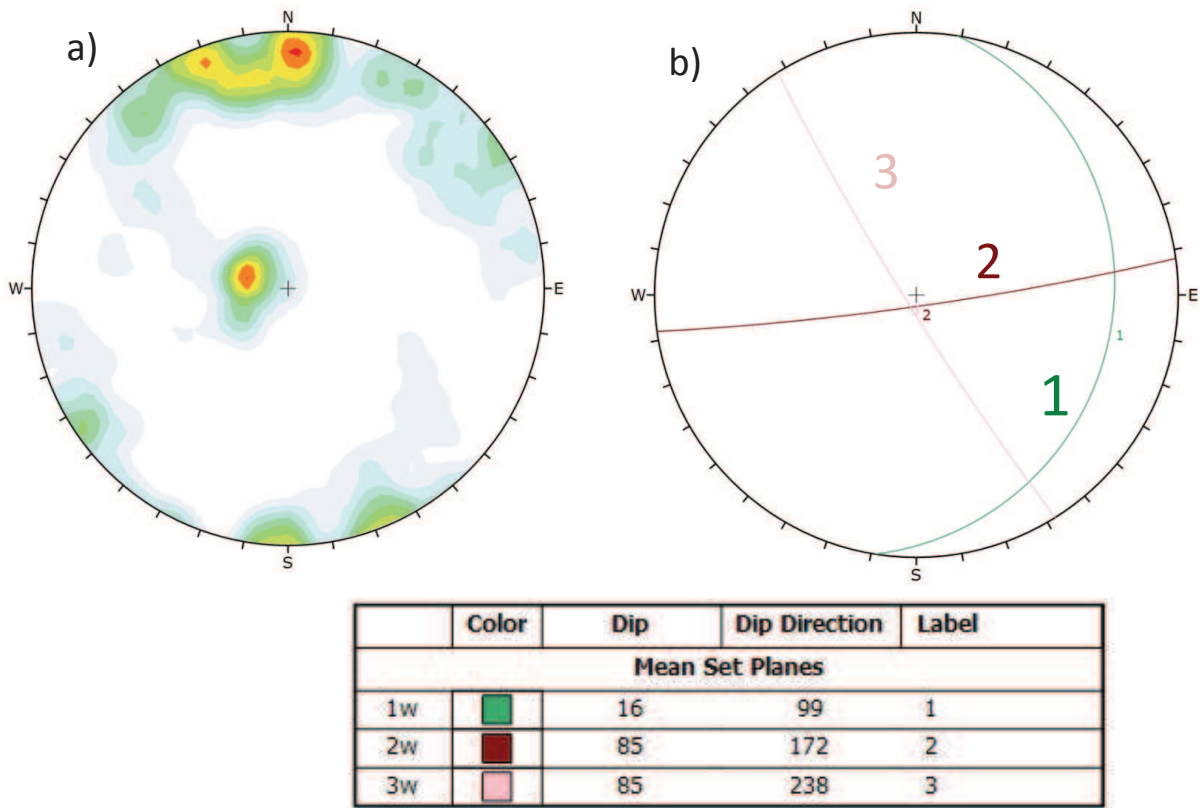 a)
N
W
E
S
b)
N
W
E
S
3
2
2
1
1
Color Dip Dip Direction Label
Mean Set Planes
1w 16 99 1
2w 85 172 2
3w 85 238 3